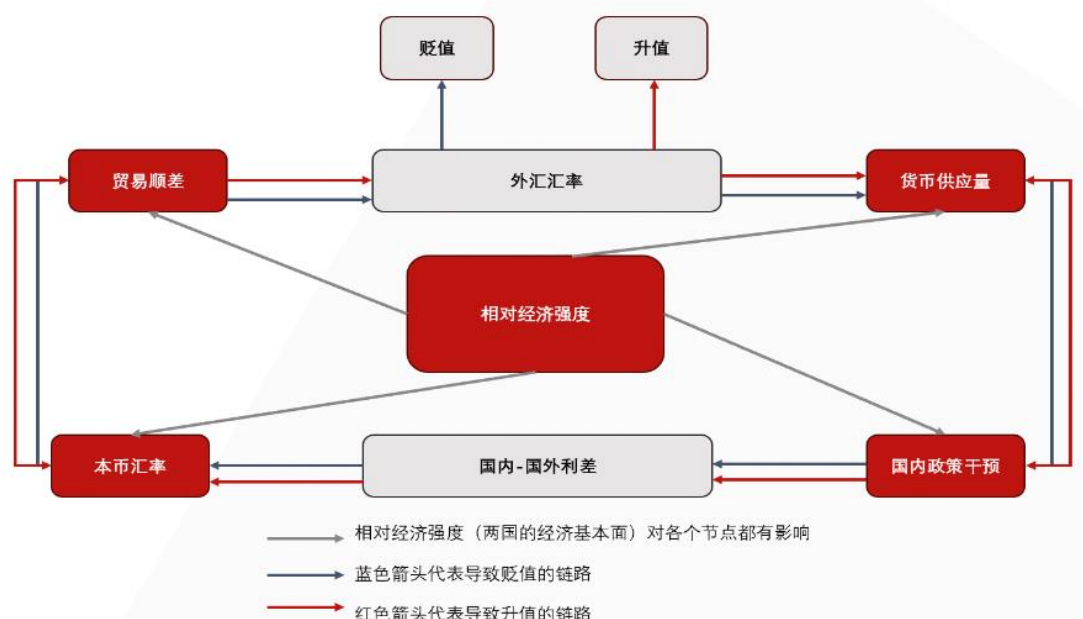 贬值
升值
贸易顺差
外汇汇率
货币供应量
相对经济强度
本币汇率
国内-国外利差
国内政策干预
相对经济强度（两国的经济基本面）对各个节点都有影响
蓝色箭头代表导致贬值的链路
红色箭头代表导致升值的链路